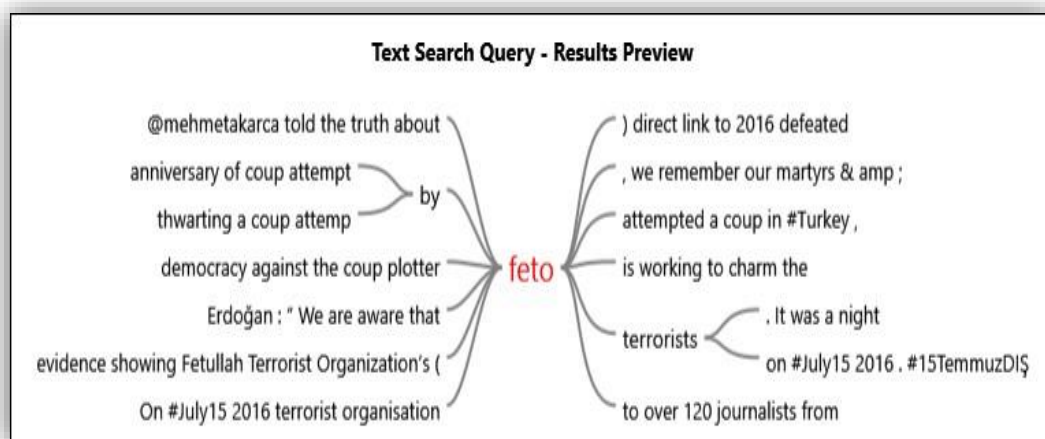 Text Search Query - Results Preview
@mehmetakarca told the truth about
anniversary of coup attempt
thwarting a coup attemp
by
democracy against the coup plotter
Erdoğan : " We are aware that
evidence showing Fetullah Terrorist Organization's (
On #July15 2016 terrorist organisation
feto
) direct link to 2016 defeated
, we remember our martyrs & amp ;
attempted a coup in #Turkey ,
is working to charm the
terrorists
. It was a night
on #July15 2016 . #15TemmuzDIŞ
to over 120 journalists from